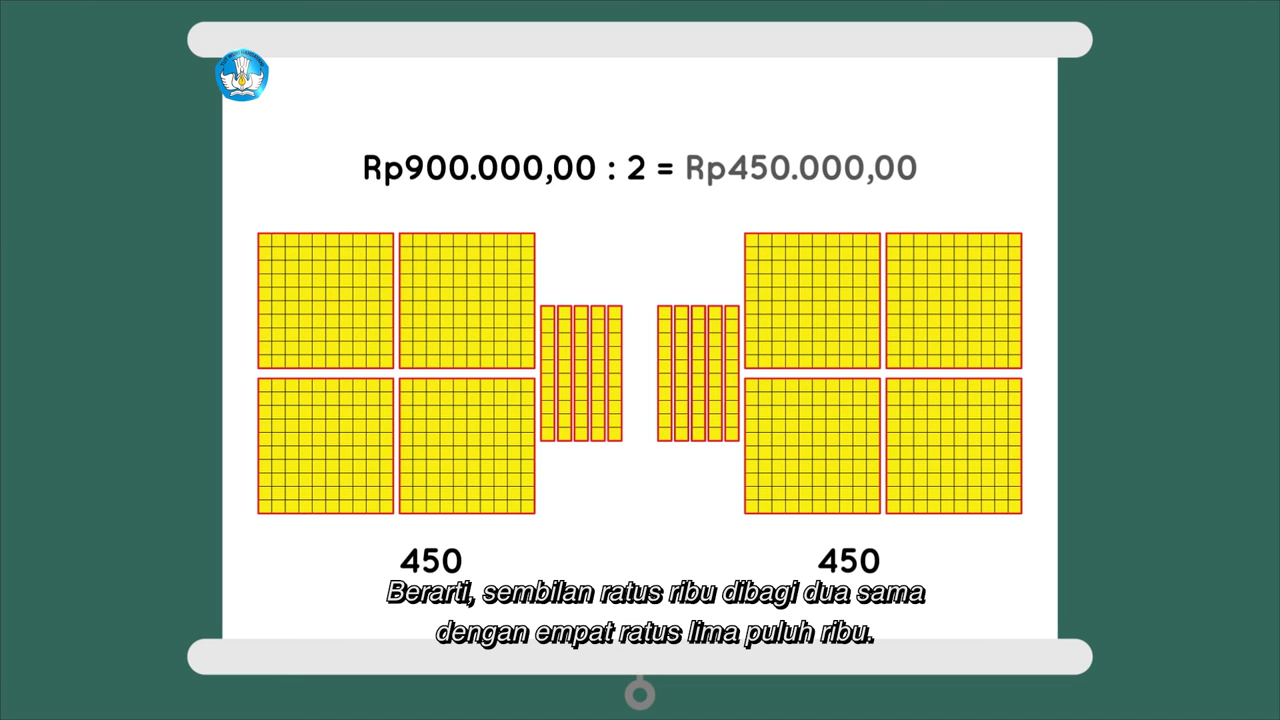 Rp900.000,00 : 2 = Rp450.000,00
450
450
Berarti, sembilan ratus ribu dibagi dua sama
dengan empat ratus lima puluh ribu.